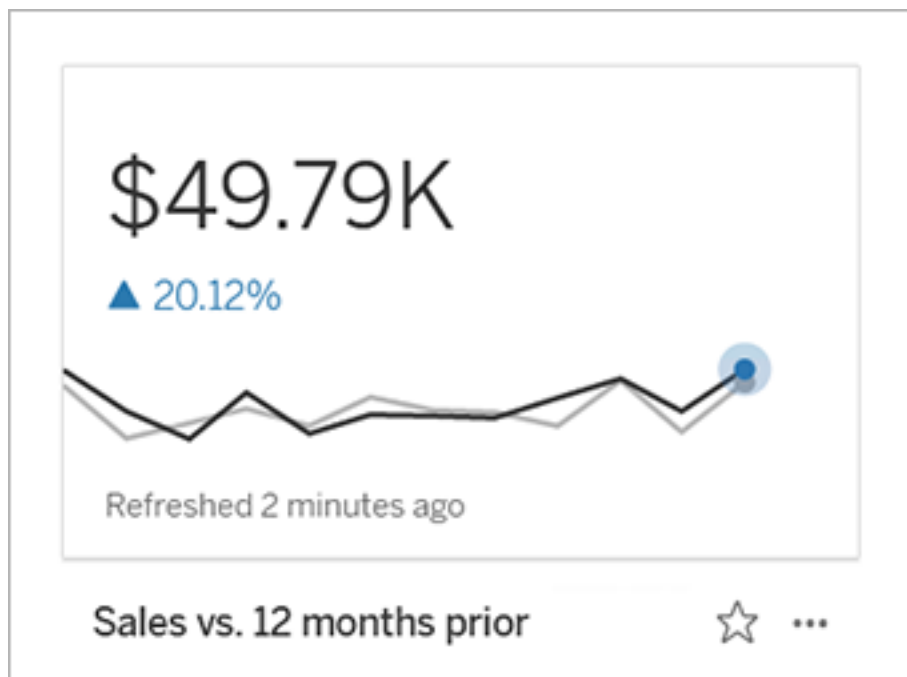 $49.79K
▲ 20.12%
Refreshed 2 minutes ago
Sales vs. 12 months prior